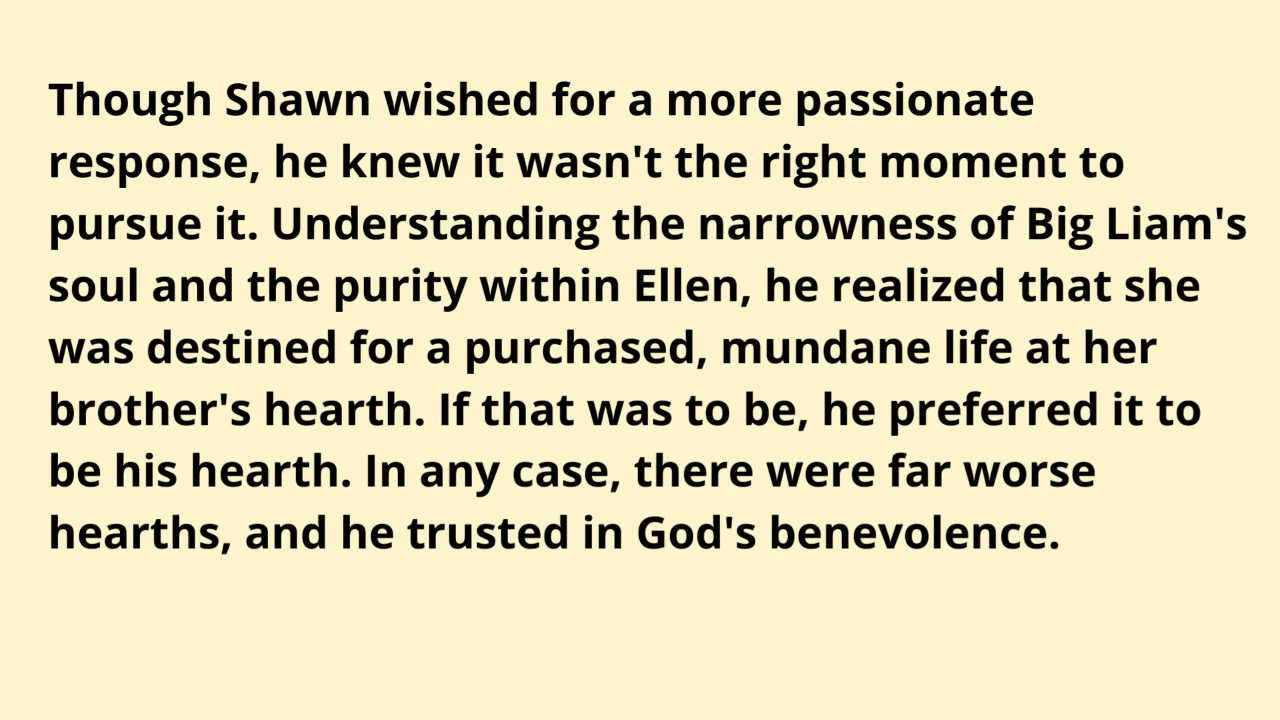 Though Shawn wished for a more passionate
response, he knew it wasn't the right moment to
pursue it. Understanding the narrowness of Big Liam's
soul and the purity within Ellen, he realized that she
was destined for a purchased, mundane life at her
brother's hearth. If that was to be, he preferred it to
be his hearth. In any case, there were far worse
hearths, and he trusted in God's benevolence.